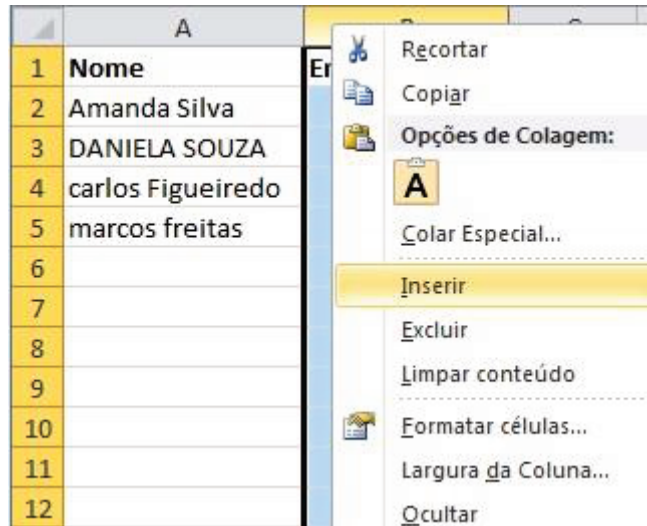 A
1 Nome
2 Amanda Silva
3 DANIELA SOUZA
4 carlos Figueiredo
5 marcos freitas
6
7
8
9
10
11
12
Recortar
Copiar
Opções de Colagem:
A
Colar Especial...
Inserir
Excluir
Limpar conteúdo
Formatar células...
Largura da Coluna...
Ocultar